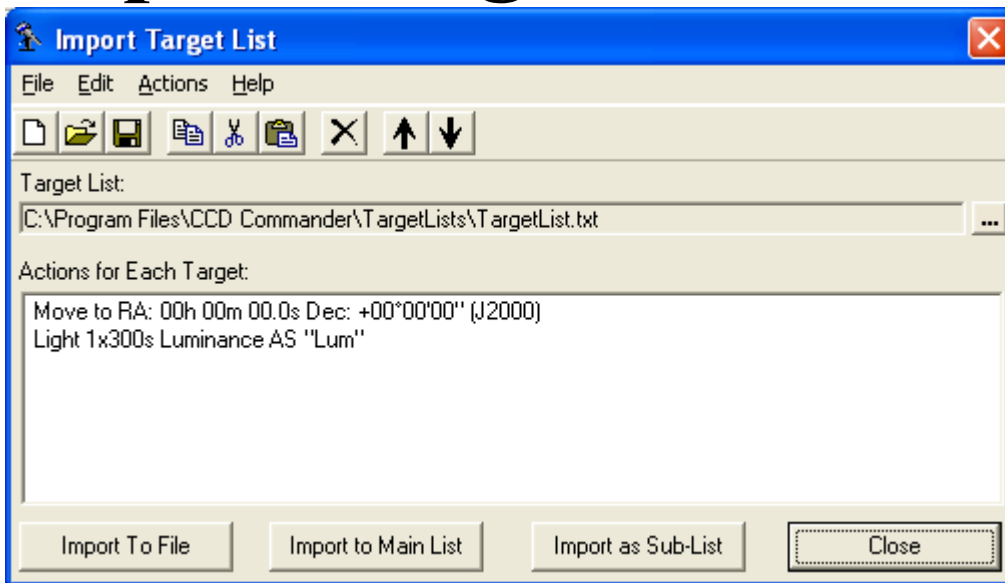 Import Target List
File Edit Actions Help
Target List:
C:\Program Files\CCD Commander\TargetLists\TargetList.txt
...
Actions for Each Target:
Move to RA: 00h 00m 00.0s Dec: +00°00'00" (J2000)
Light 1x300s Luminance AS "Lum"
Import To File Import to Main List Import as Sub-List Close